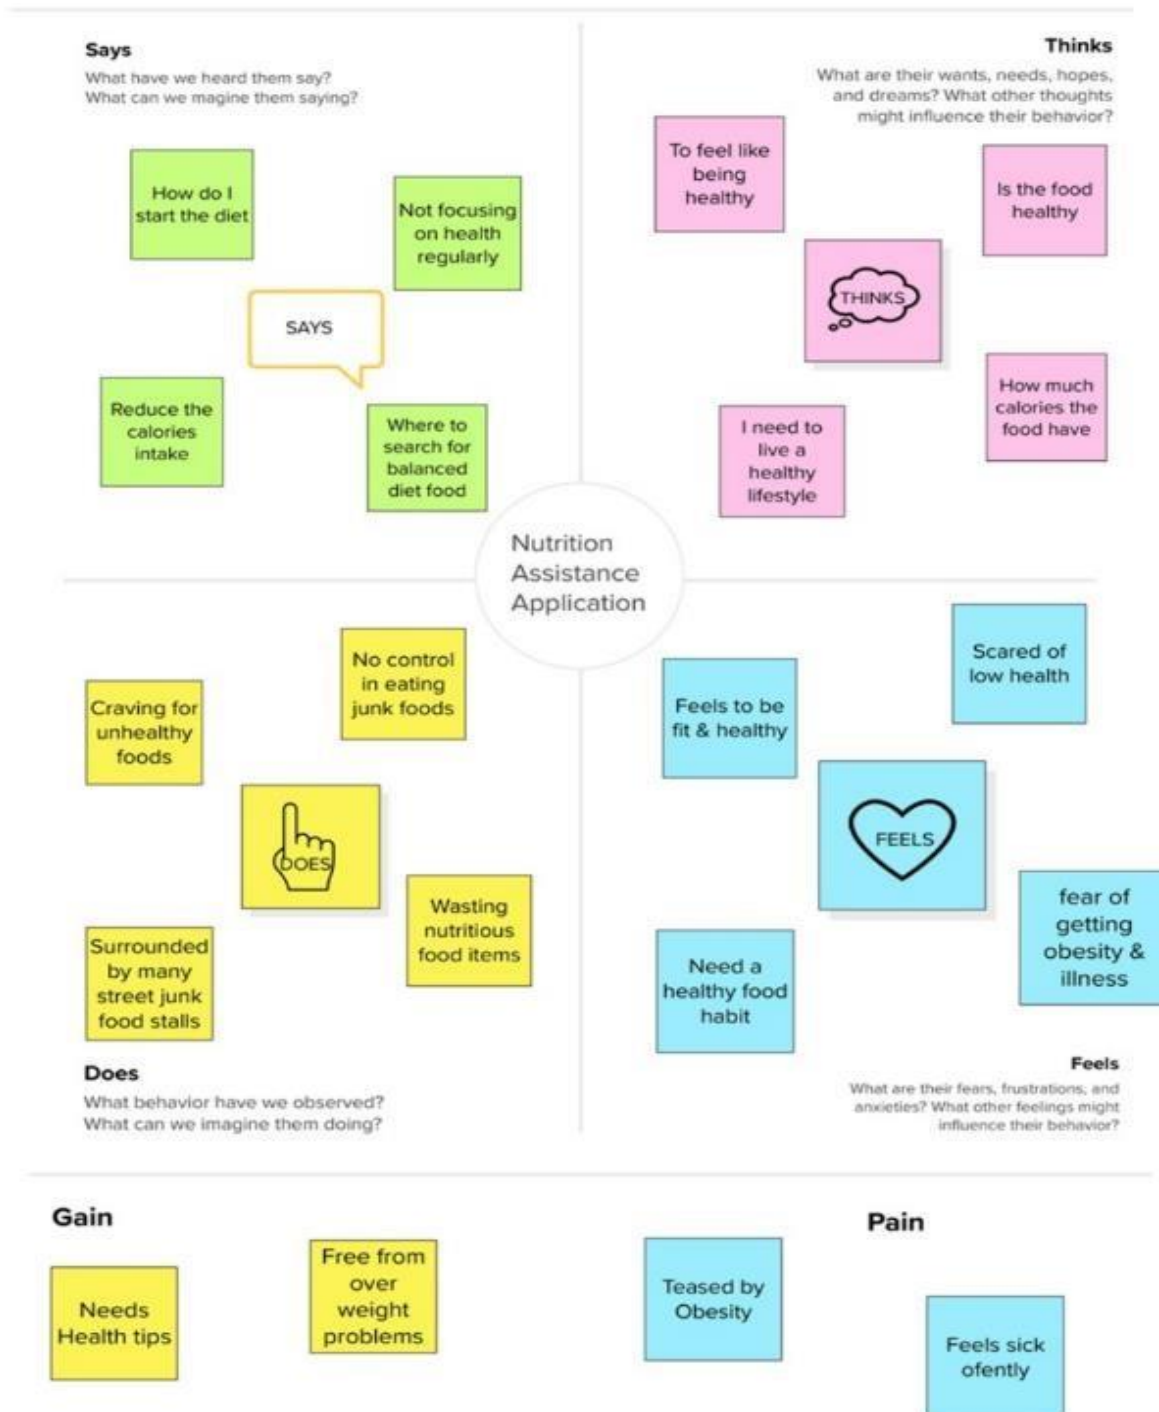 Says
What have we heard them say?
What can we magine them saying?
How do I
start the diet
Not focusing
on health
regularly
SAYS
Reduce the
calories
intake
Where to
search for
balanced
diet food
Thinks
What are their wants, needs, hopes,
and dreams? What other thoughts
might influence their behavior?
To feel like
being
healthy
Is the food
healthy
THINKS
How much
calories the
food have
I need to
live a
healthy
lifestyle
Nutrition
Assistance
Application
No control
in eating
junk foods
Craving for
unhealthy
foods
DOES
Wasting
nutritious
food items
Surrounded
by many
street junk
food stalls
Does
What behavior have we observed?
What can we imagine them doing?
Scared of
low health
Feels to be
fit & healthy
FEELS
fear of
getting
obesity &
illness
Need a
healthy food
habit
Feels
What are their fears, frustrations, and
anxieties? What other feelings might
influence their behavior?
Gain
Needs
Health tips
Free from
over
weight
problems
Pain
Teased by
Obesity
Feels sick
ofently